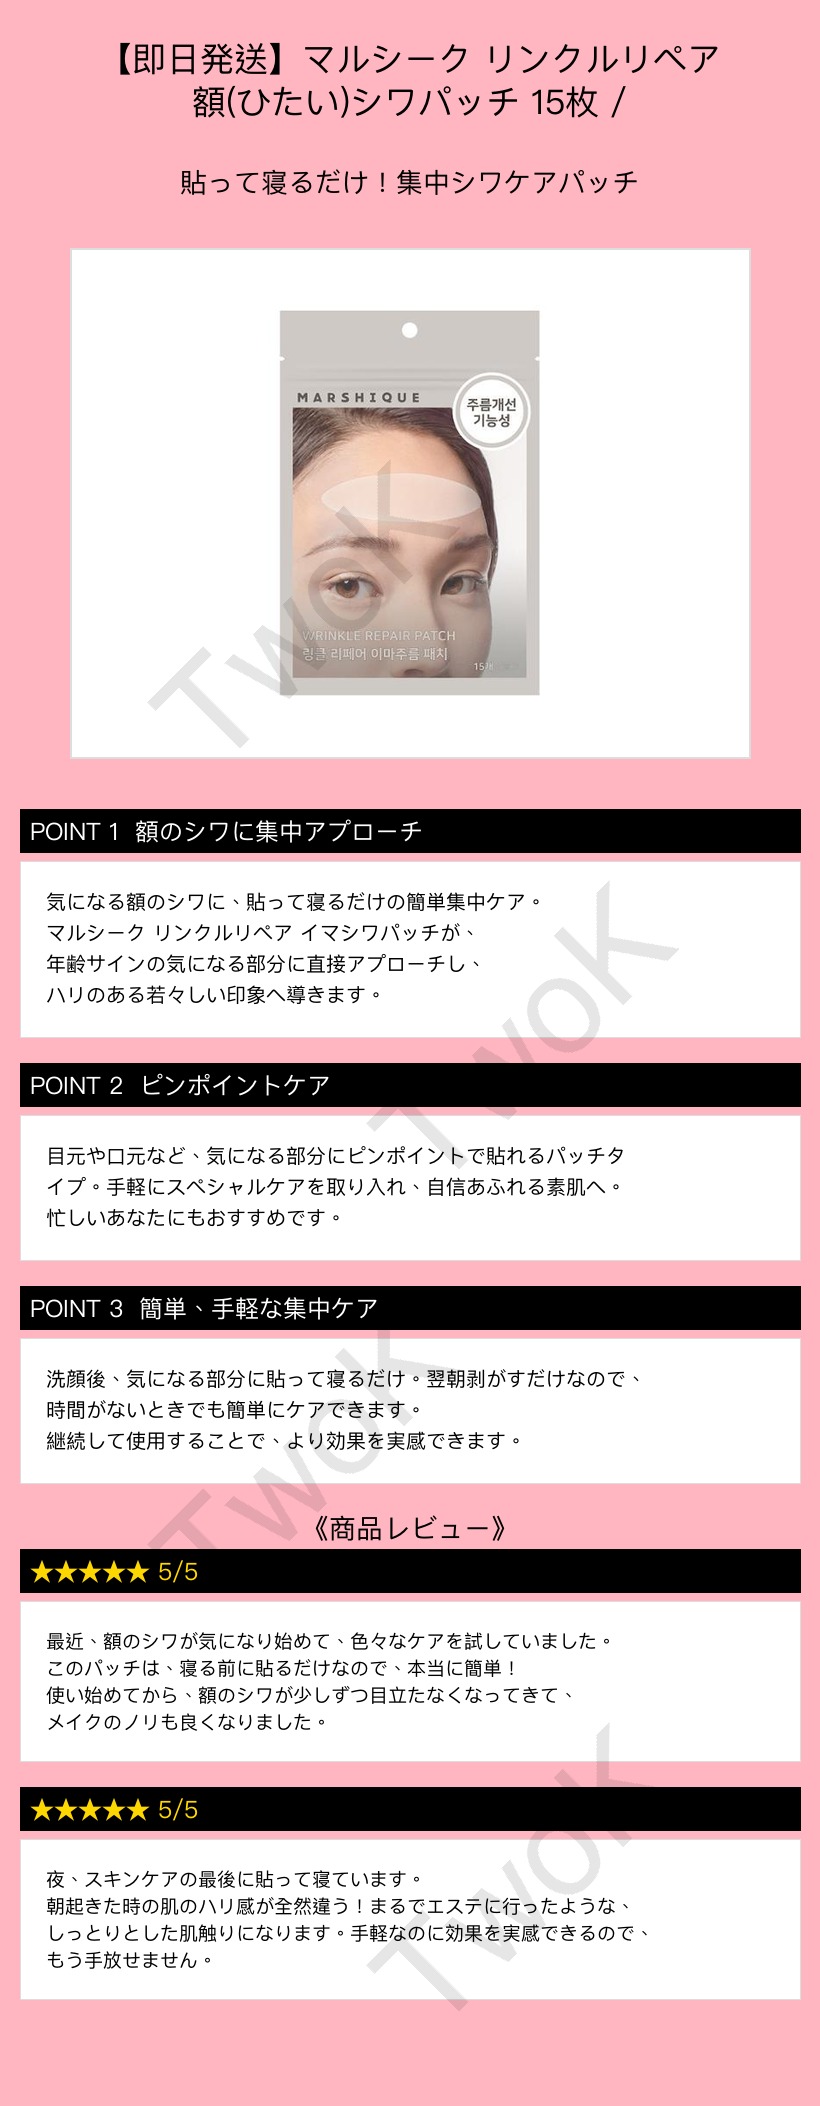 【即日発送】マルシーク リンクルリペア
額(ひたい)シワパッチ 15枚 /
貼って寝るだけ！集中シワケアパッチ
MARSHIQUE
주름개선
기능성
WRINKLE REPAIR PATCH
링클 리페어 이마주름 패치
TwoK
POINT 1 額のシワに集中アプローチ
気になる額のシワに、貼って寝るだけの簡単集中ケア。
マルシーク リンクルリペア イマシワパッチが、
年齢サインの気になる部分に直接アプローチし、
ハリのある若々しい印象へ導きます。
TwoK
POINT 2 ピンポイントケア
目元や口元など、気になる部分にピンポイントで貼れるパッチタ
イプ。手軽にスペシャルケアを取り入れ、自信あふれる素肌へ。
忙しいあなたにもおすすめです。
POINT 3 簡単、手軽な集中ケア
洗顔後、気になる部分に貼って寝るだけ。翌朝剥がすだけなので、
時間がないときでも簡単にケアできます。
継続して使用することで、より効果を実感できます。
TwoK
《商品レビュー》
★★★★★ 5/5
最近、額のシワが気になり始めて、色々なケアを試していました。
このパッチは、寝る前に貼るだけなので、本当に簡単！
使い始めてから、額のシワが少しずつ目立たなくなってきて、
メイクのノリも良くなりました。
★★★★★ 5/5
夜、スキンケアの最後に貼って寝ています。
朝起きた時の肌のハリ感が全然違う！まるでエステに行ったような、
しっとりとした肌触りになります。手軽なのに効果を実感できるので、
もう手放せません。
TwoK